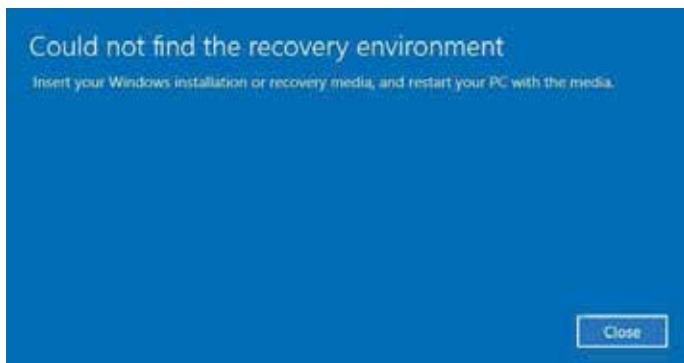 Could not find the recovery environment
Insert your Windows installation or recovery media, and restart your PC with the media.
Close